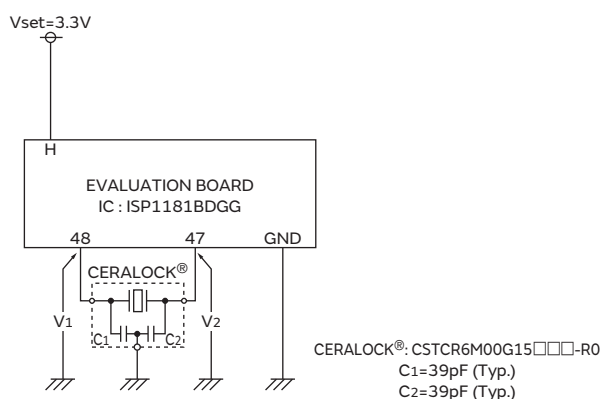 Vset=3.3V
H
EVALUATION BOARD
IC : ISP1181BDGG
48 47 GND
CERALOCK®
V1 V2
C1 C2
CERALOCK®: CSTCR6M00G15□□□-R0
C1=39pF (Typ.)
C2=39pF (Typ.)